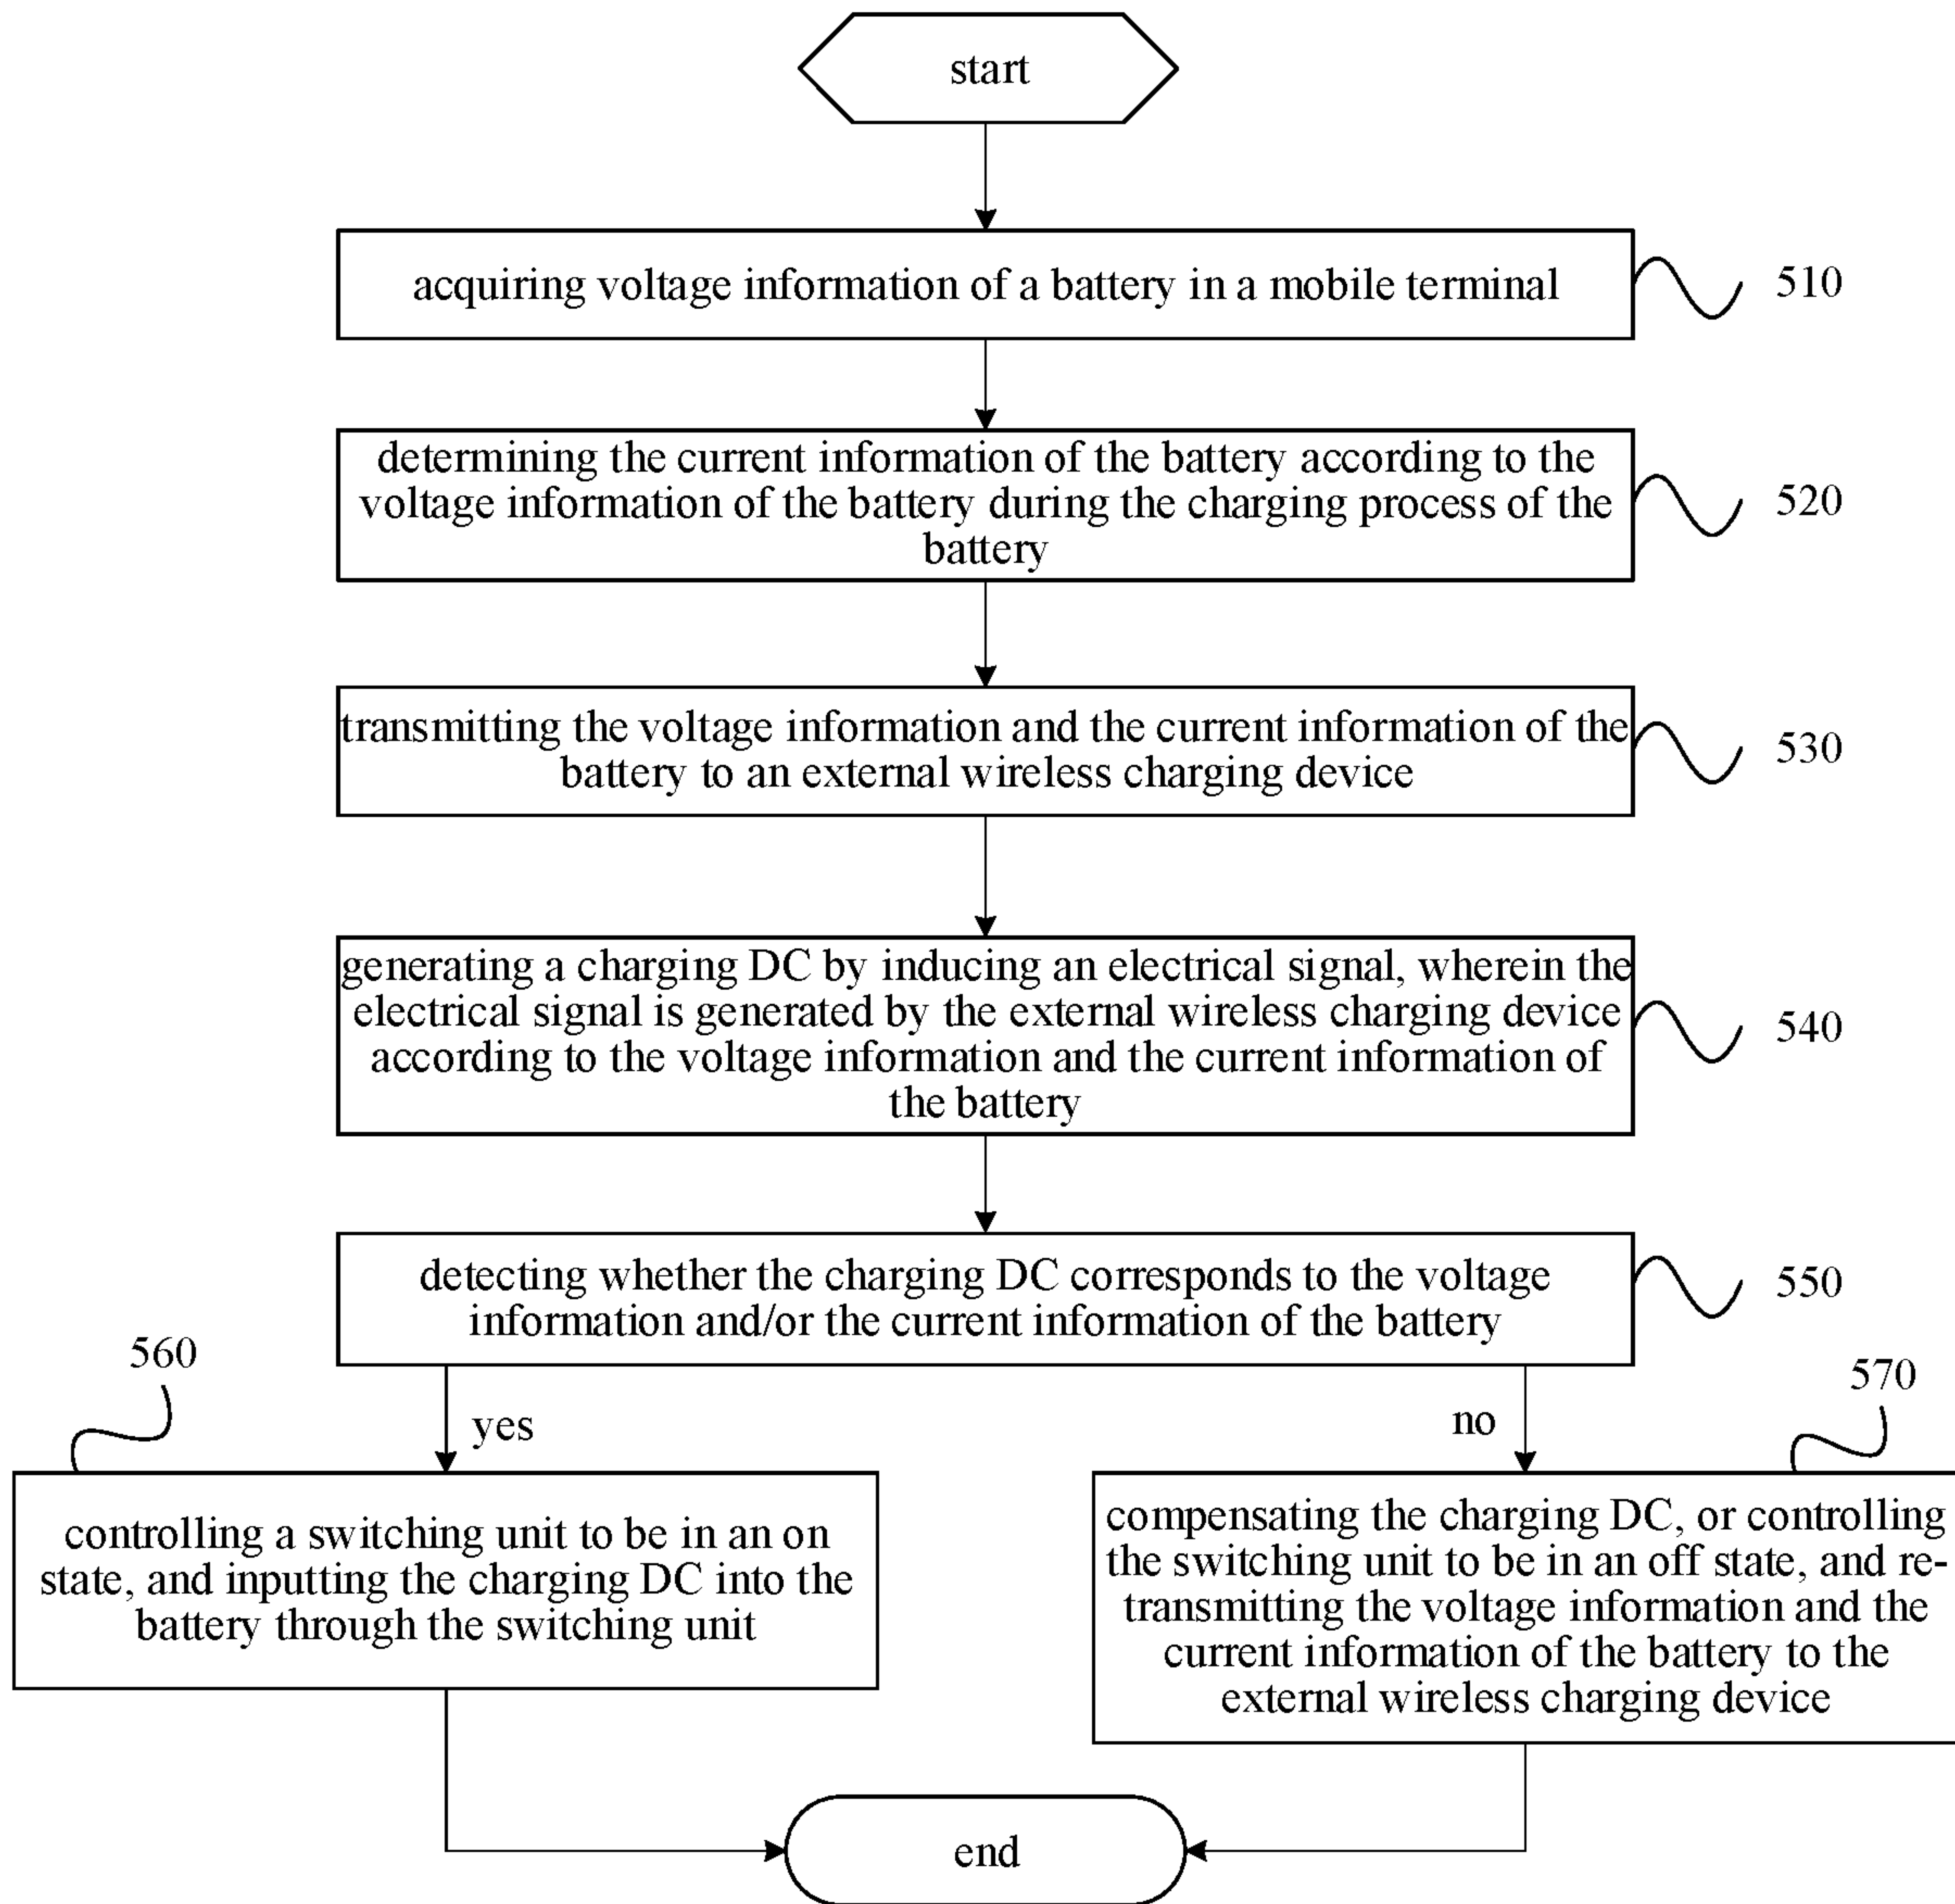 start
acquiring voltage information of a battery in a mobile terminal
510
determining the current information of the battery according to the
voltage information of the battery during the charging process of the
battery
520
transmitting the voltage information and the current information of the
battery to an external wireless charging device
530
generating a charging DC by inducing an electrical signal, wherein the
electrical signal is generated by the external wireless charging device
according to the voltage information and the current information of
the battery
540
detecting whether the charging DC corresponds to the voltage
information and/or the current information of the battery
550
560
570
yes
no
controlling a switching unit to be in an on
state, and inputting the charging DC into the
battery through the switching unit
compensating the charging DC, or controlling
the switching unit to be in an off state, and re-
transmitting the voltage information and the
current information of the battery to the
external wireless charging device
end